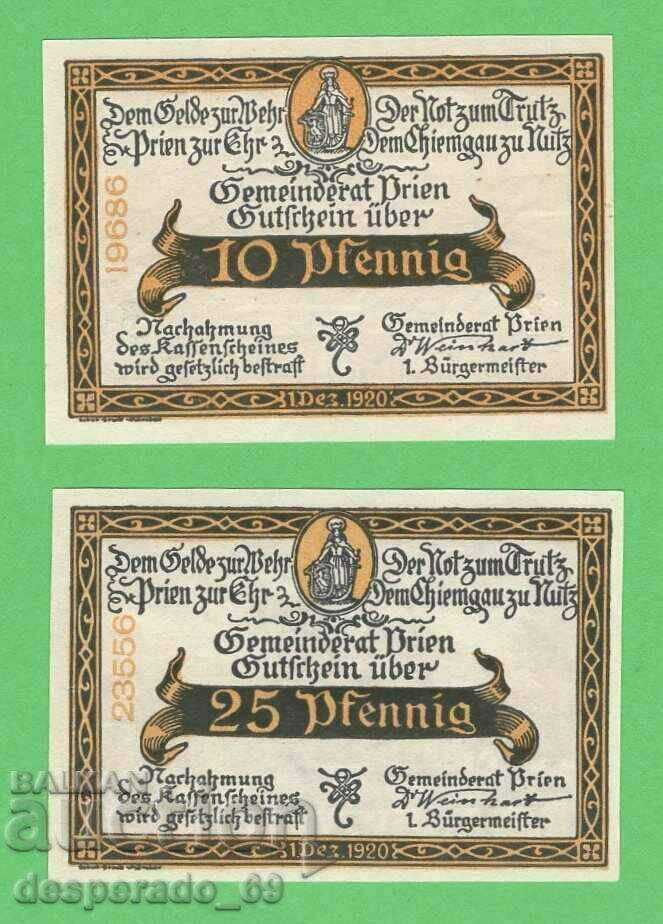 Dem Gelde zur Wehr Der Not zum Trutz
Prien zur Ehr Dem Chiemgau zu Nutz
Gemeinderat Prien
Gutschein über
19686
10 Pfennig
Nachahmung
des Kassenscheines
wird gesetzlich bestraft
Gemeinderat Prien
Dr Weinhart
1. Bürgermeister
1. Dez. 1920
Dem Gelde zur Wehr Der Not zum Trutz
Prien zur Ehr Dem Chiemgau zu Nutz
Gemeinderat Prien
Gutschein über
23556
25 Pfennig
Nachahmung
des Kassenscheines
wird gesetzlich bestraft
Gemeinderat Prien
Dr Weinhart
1. Bürgermeister
1. Dez. 1920
BALKAN
auction
desperado_69